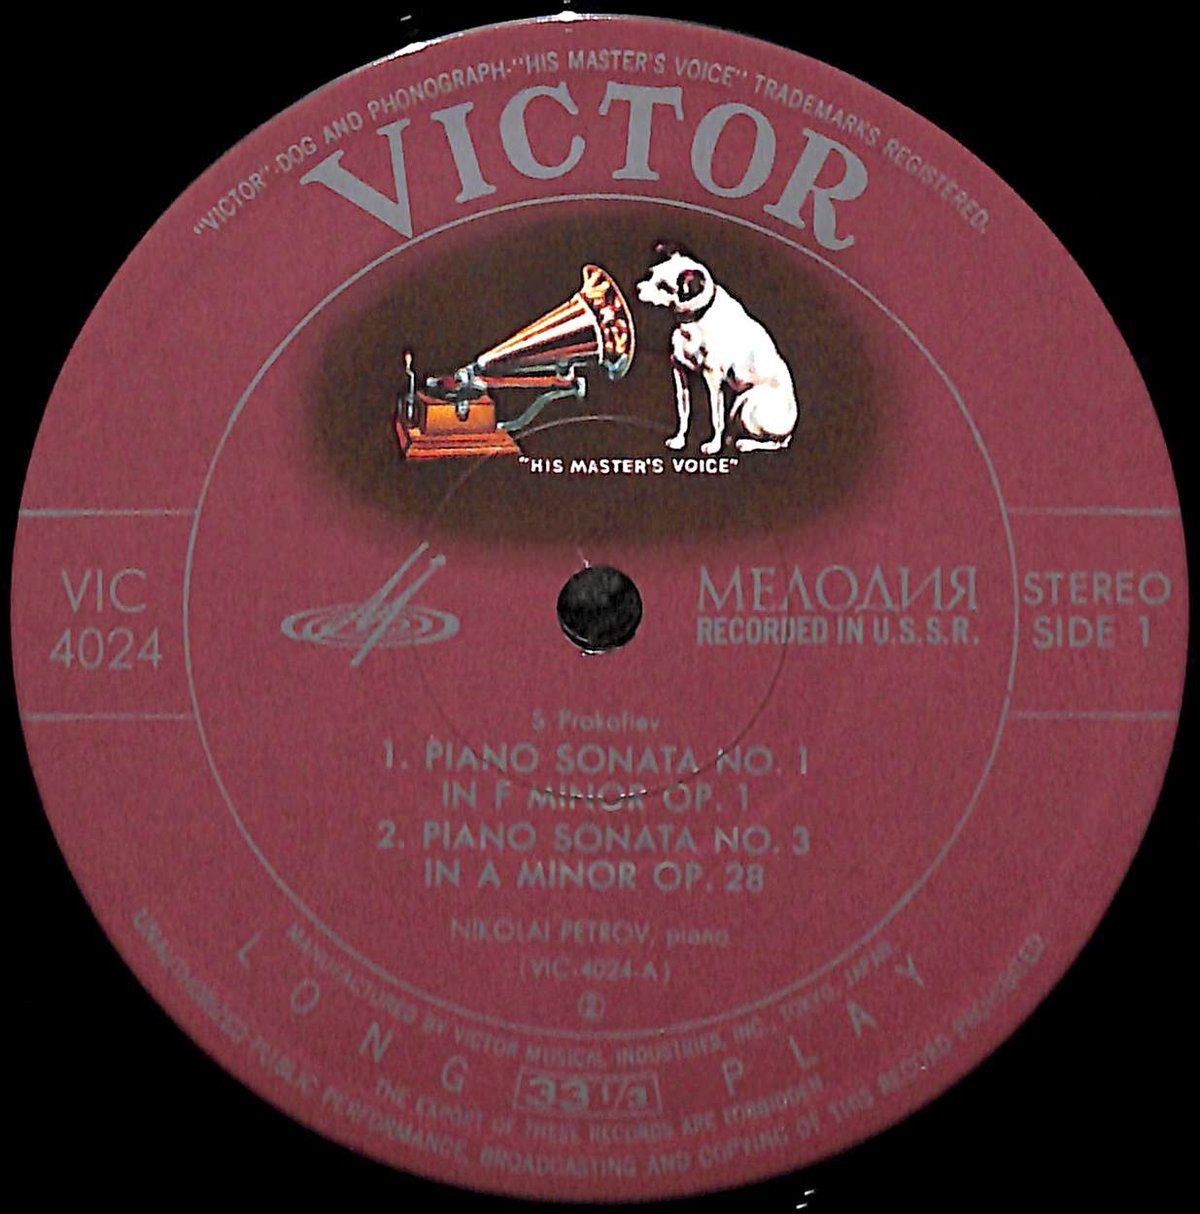 "VICTOR"-DOG AND PHONOGRAPH-"HIS MASTER'S VOICE" TRADEMARKS REGISTERED.
VICTOR
"HIS MASTER'S VOICE"
VIC
4024
МЕЛОДИЯ
RECORDED IN U.S.S.R.
STEREO
SIDE 1
S. Prokofiev
1. PIANO SONATA NO. 1
IN F MINOR OP. 1
2. PIANO SONATA NO. 3
IN A MINOR OP. 28
NIKOLAI PETROV, piano
(VIC-4024-A)
MANUFACTURED BY VICTOR MUSICAL INDUSTRIES, INC., TOKYO, JAPAN
LONG 33 1/3 PLAY
THE EXPORT OF THESE RECORDS ARE FORBIDDEN.
UNAUTHORIZED PUBLIC PERFORMANCE, BROADCASTING AND COPYING OF THIS RECORD PROHIBITED